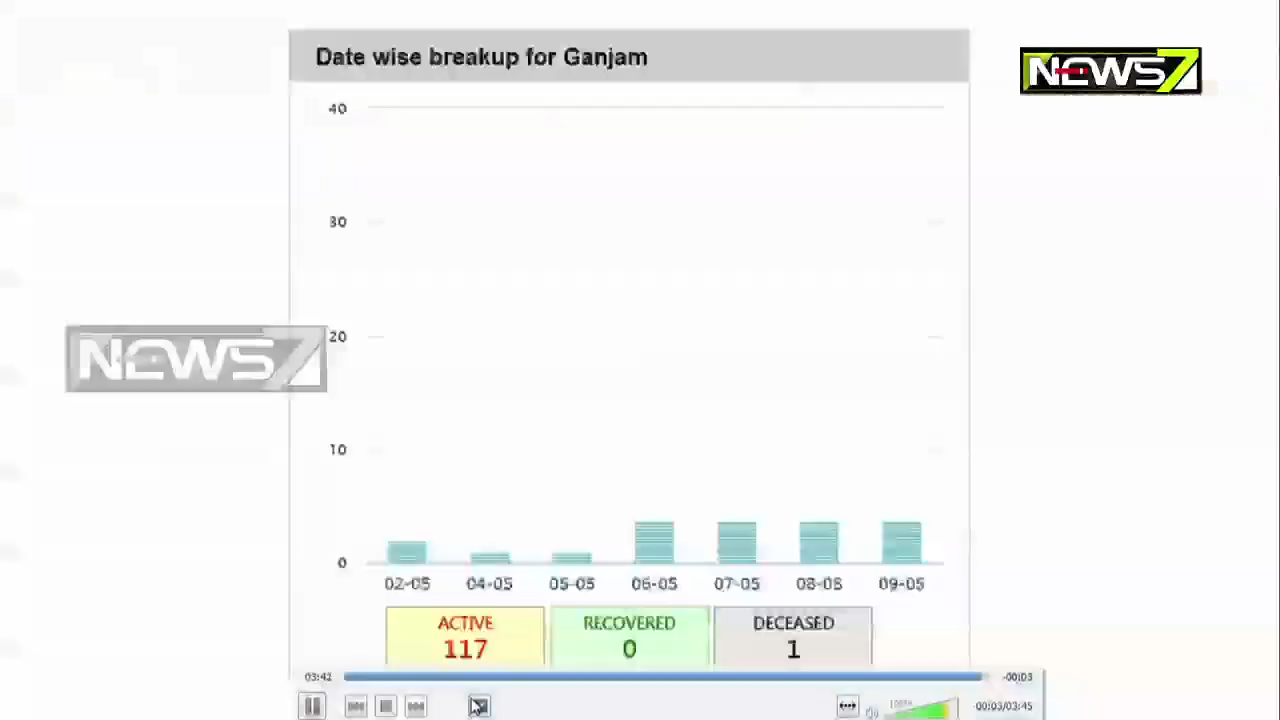 Date wise breakup for Ganjam
NEWS7
40
30
20
NEWS7
10
0
02-05 04-05 05-05 06-05 07-05 08-05 09-05
ACTIVE RECOVERED DECEASED
117 0 1
03:42 -00:03
100%
00:03/03:45